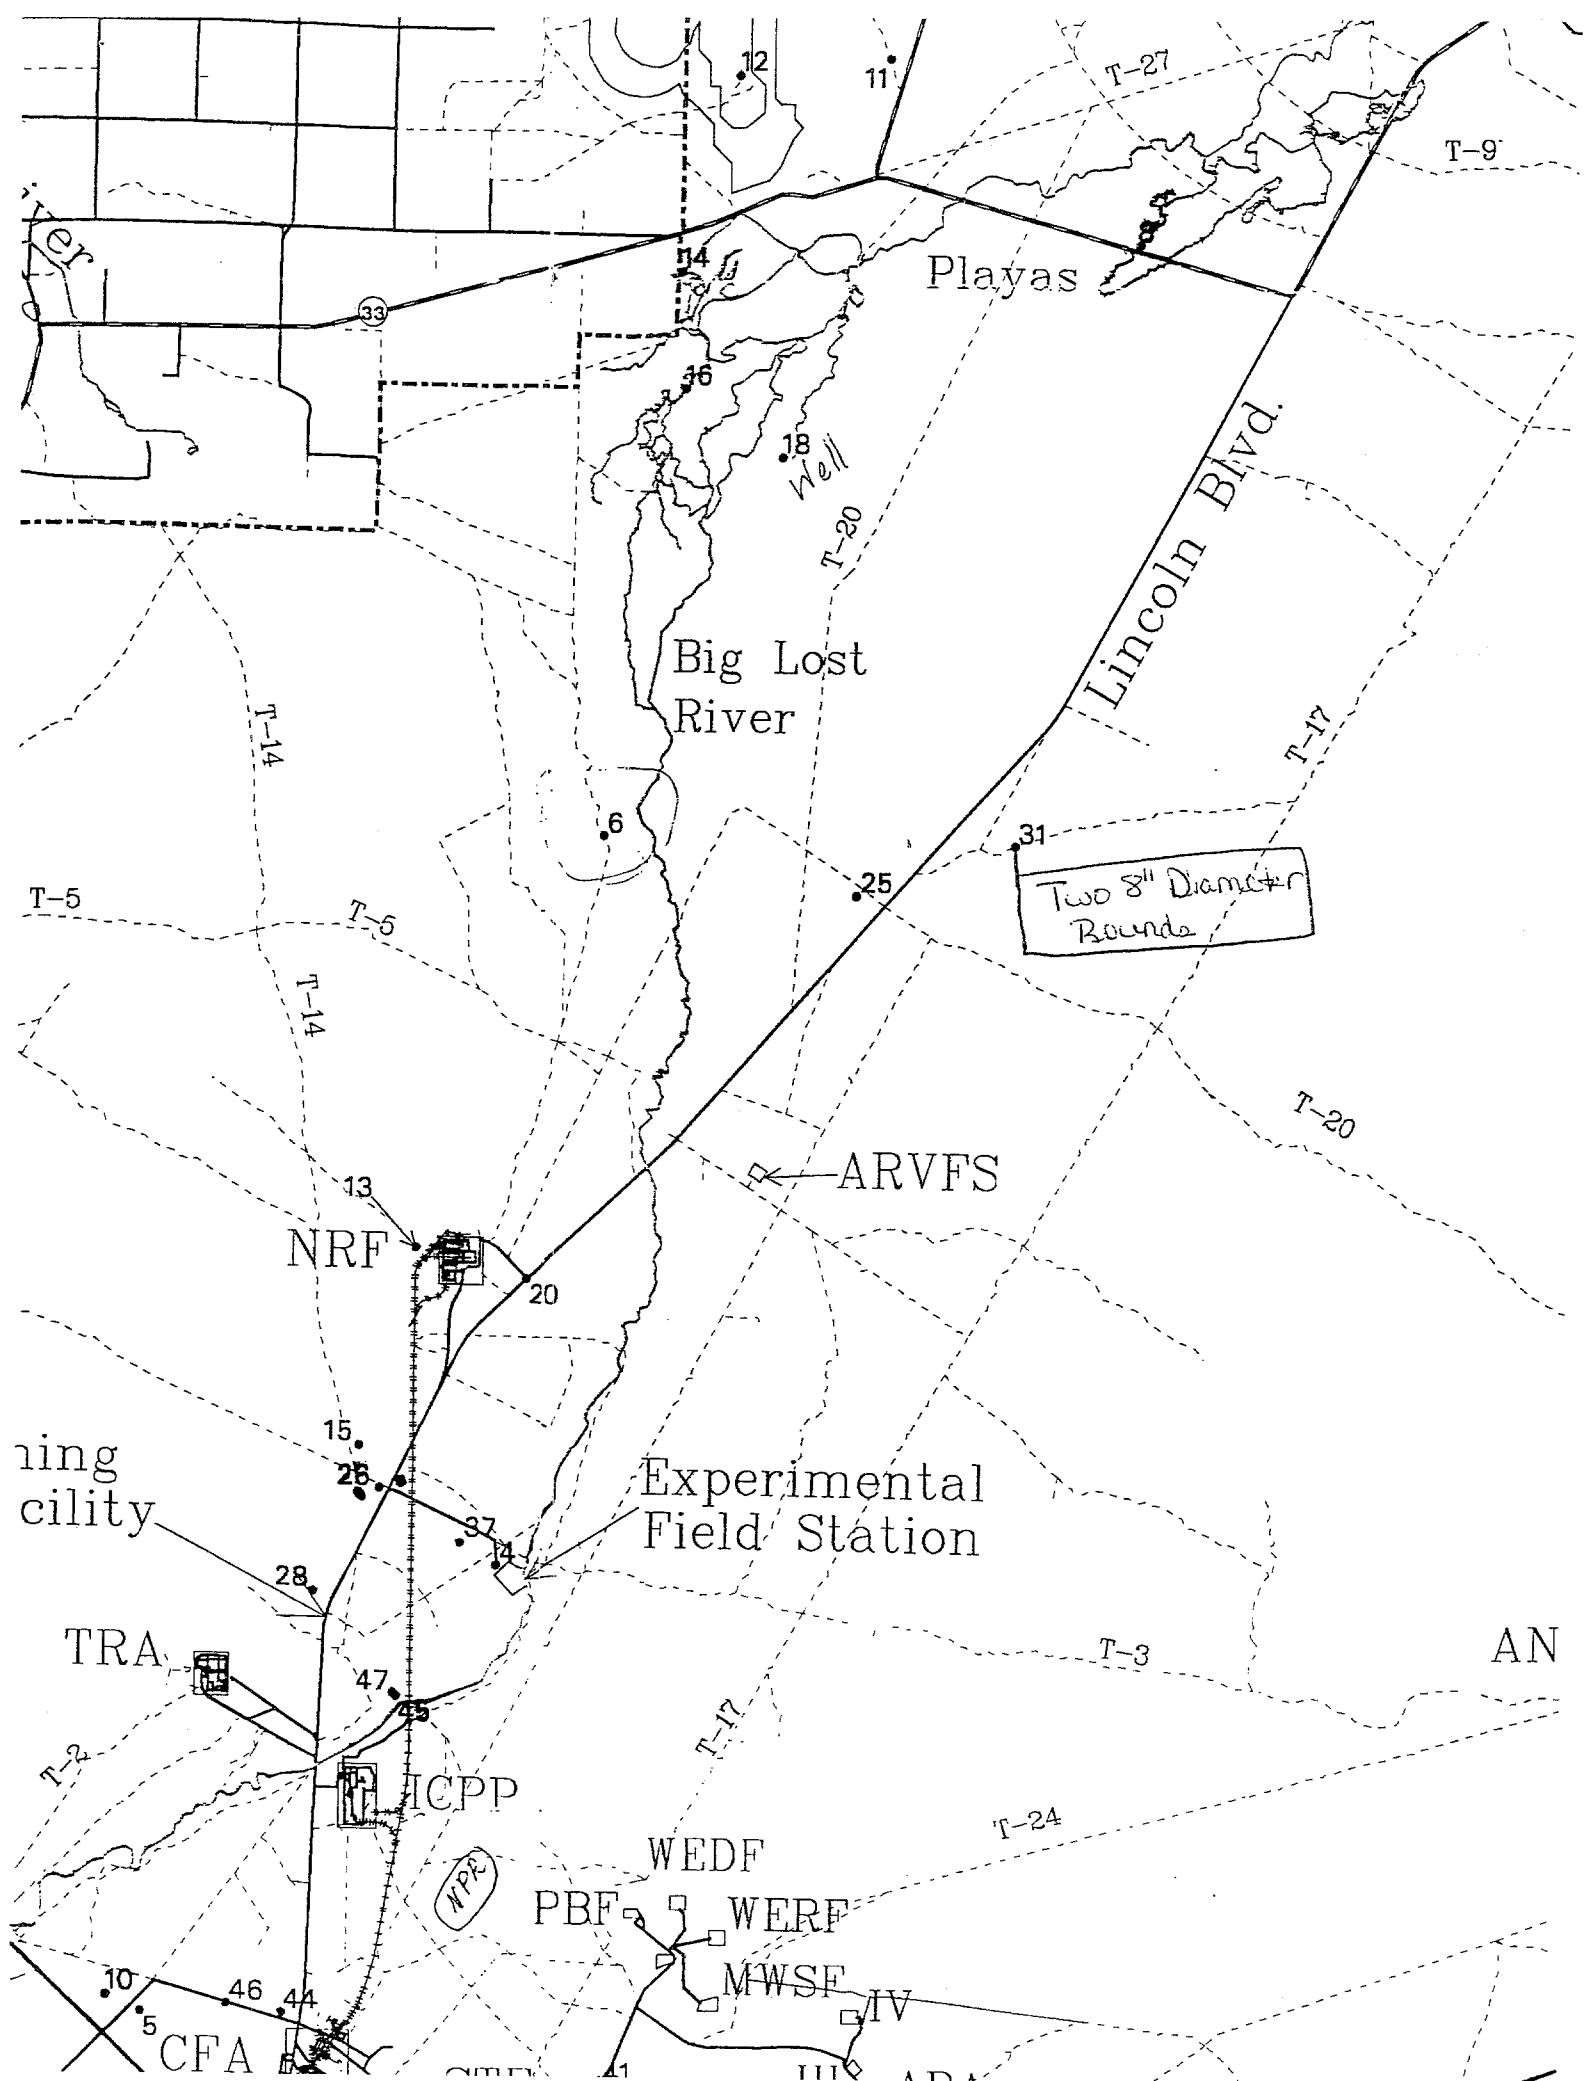 12
11
T-27
T-9
14
Playas
33
16
18
Well
T-20
Lincoln Blvd.
Big Lost
River
T-14
T-17
6
31
25
Two 8" Diameter
Rounds
T-5
T-5
T-14
T-20
ARVFS
13
NRF
20
15
26
Experimental
Field Station
cility
37
14
28
TRA
T-3
AN
47
45
T-17
T-2
ICPP
T-24
NPR
WEDF
PBF
WERF
10
46
44
MWSF
IV
5
CFA
41
III